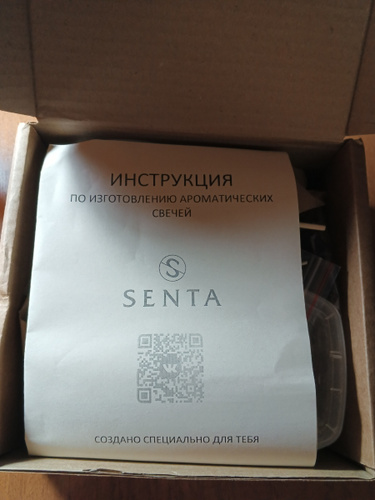 ИНСТРУКЦИЯ
ПО ИЗГОТОВЛЕНИЮ АРОМАТИЧЕСКИХ
СВЕЧЕЙ
S
SENTA
СОЗДАНО СПЕЦИАЛЬНО ДЛЯ ТЕБЯ